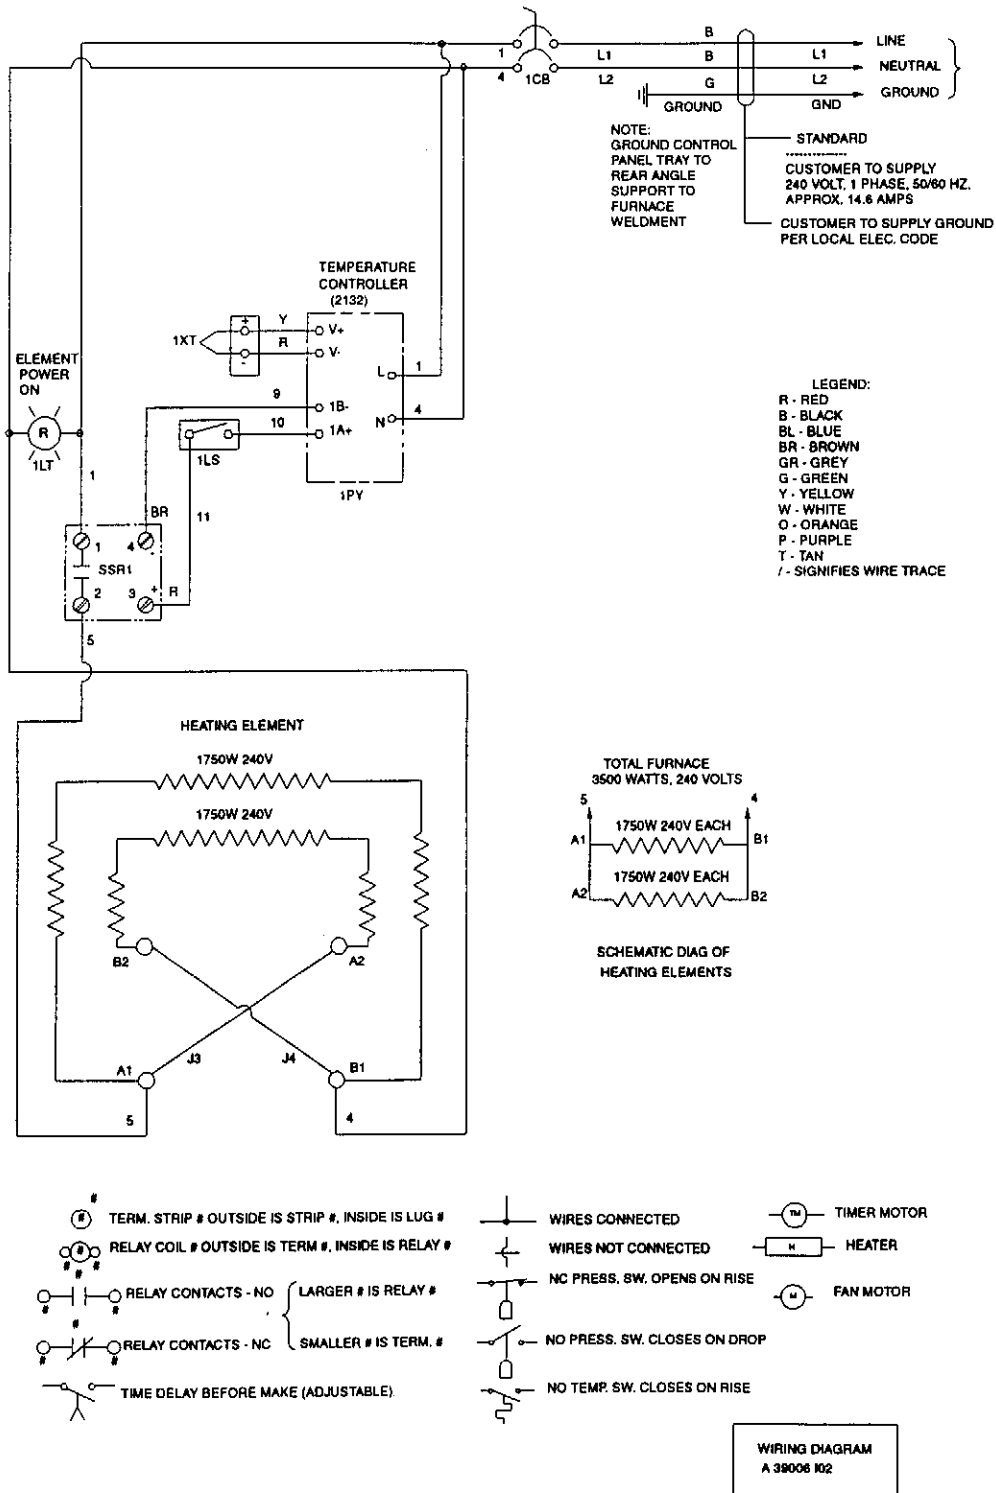 B
1
L1
B
L1
LINE
4
1CB
L2
G
L2
NEUTRAL
GROUND
GND
GROUND
NOTE:
GROUND CONTROL
PANEL TRAY TO
REAR ANGLE
SUPPORT TO
FURNACE
WELDMENT
STANDARD
CUSTOMER TO SUPPLY
240 VOLT, 1 PHASE, 50/60 HZ.
APPROX. 14.6 AMPS
CUSTOMER TO SUPPLY GROUND
PER LOCAL ELEC. CODE
TEMPERATURE
CONTROLLER
(2132)
1XT
+
-
Y
R
V+
V-
L
1
N
4
9
1B-
10
1A+
1LS
1PY
ELEMENT
POWER
ON
R
1LT
1
BR
11
1
4
-
SSR1
2
3
+
R
5
LEGEND:
R - RED
B - BLACK
BL - BLUE
BR - BROWN
GR - GREY
G - GREEN
Y - YELLOW
W - WHITE
O - ORANGE
P - PURPLE
T - TAN
/ - SIGNIFIES WIRE TRACE
HEATING ELEMENT
1750W 240V
1750W 240V
B2
A2
A1
J3
J4
B1
5
4
TOTAL FURNACE
3500 WATTS, 240 VOLTS
5
4
1750W 240V EACH
A1
B1
1750W 240V EACH
A2
B2
SCHEMATIC DIAG OF
HEATING ELEMENTS
#
# TERM. STRIP # OUTSIDE IS STRIP #, INSIDE IS LUG #
# RELAY COIL # OUTSIDE IS TERM #, INSIDE IS RELAY #
# # # #
RELAY CONTACTS - NO
# #
LARGER # IS RELAY #
#
RELAY CONTACTS - NC
# #
SMALLER # IS TERM. #
TIME DELAY BEFORE MAKE (ADJUSTABLE)
WIRES CONNECTED
WIRES NOT CONNECTED
NC PRESS. SW. OPENS ON RISE
NO PRESS. SW. CLOSES ON DROP
NO TEMP. SW. CLOSES ON RISE
TM TIMER MOTOR
H HEATER
M FAN MOTOR
WIRING DIAGRAM
A 39006 I02